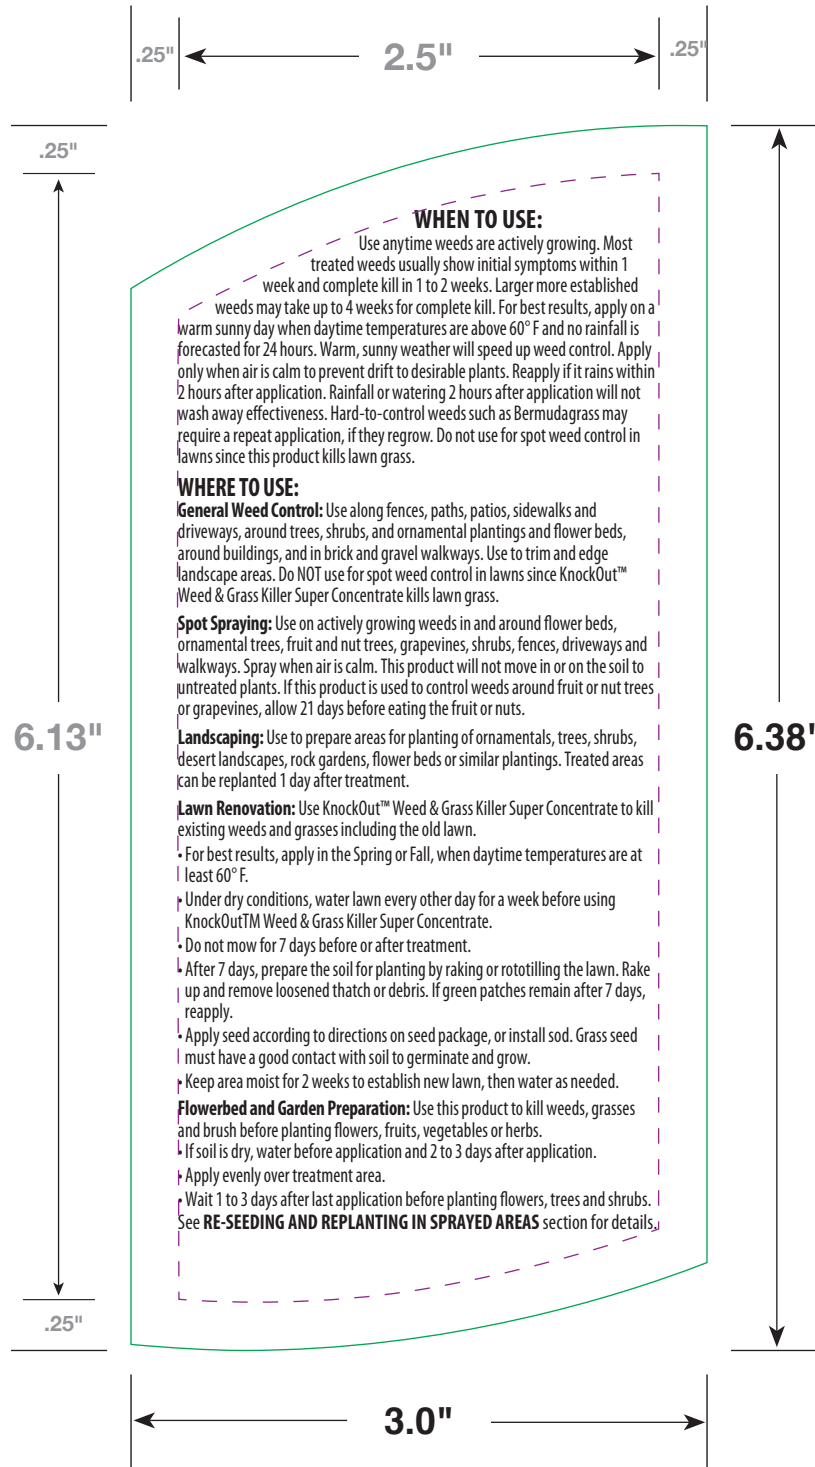 .25" 2.5" .25"
.25"
WHEN TO USE:
Use anytime weeds are actively growing. Most
treated weeds usually show initial symptoms within 1
week and complete kill in 1 to 2 weeks. Larger more established
weeds may take up to 4 weeks for complete kill. For best results, apply on a
warm sunny day when daytime temperatures are above 60° F and no rainfall is
forecasted for 24 hours. Warm, sunny weather will speed up weed control. Apply
only when air is calm to prevent drift to desirable plants. Reapply if it rains within
2 hours after application. Rainfall or watering 2 hours after application will not
wash away effectiveness. Hard-to-control weeds such as Bermudagrass may
require a repeat application, if they regrow. Do not use for spot weed control in
lawns since this product kills lawn grass.
WHERE TO USE:
General Weed Control: Use along fences, paths, patios, sidewalks and
driveways, around trees, shrubs, and ornamental plantings and flower beds,
around buildings, and in brick and gravel walkways. Use to trim and edge
landscape areas. Do NOT use for spot weed control in lawns since KnockOut™
Weed & Grass Killer Super Concentrate kills lawn grass.
Spot Spraying: Use on actively growing weeds in and around flower beds,
ornamental trees, fruit and nut trees, grapevines, shrubs, fences, driveways and
walkways. Spray when air is calm. This product will not move in or on the soil to
untreated plants. If this product is used to control weeds around fruit or nut trees
or grapevines, allow 21 days before eating the fruit or nuts.
6.13" 6.38"
Landscaping: Use to prepare areas for planting of ornamentals, trees, shrubs,
desert landscapes, rock gardens, flower beds or similar plantings. Treated areas
can be replanted 1 day after treatment.
Lawn Renovation: Use KnockOut™ Weed & Grass Killer Super Concentrate to kill
existing weeds and grasses including the old lawn.
• For best results, apply in the Spring or Fall, when daytime temperatures are at
least 60° F.
• Under dry conditions, water lawn every other day for a week before using
KnockOutTM Weed & Grass Killer Super Concentrate.
• Do not mow for 7 days before or after treatment.
• After 7 days, prepare the soil for planting by raking or rototilling the lawn. Rake
up and remove loosened thatch or debris. If green patches remain after 7 days,
reapply.
• Apply seed according to directions on seed package, or install sod. Grass seed
must have a good contact with soil to germinate and grow.
• Keep area moist for 2 weeks to establish new lawn, then water as needed.
Flowerbed and Garden Preparation: Use this product to kill weeds, grasses
and brush before planting flowers, fruits, vegetables or herbs.
• If soil is dry, water before application and 2 to 3 days after application.
• Apply evenly over treatment area.
• Wait 1 to 3 days after last application before planting flowers, trees and shrubs.
See RE-SEEDING AND REPLANTING IN SPRAYED AREAS section for details.
.25"
3.0"